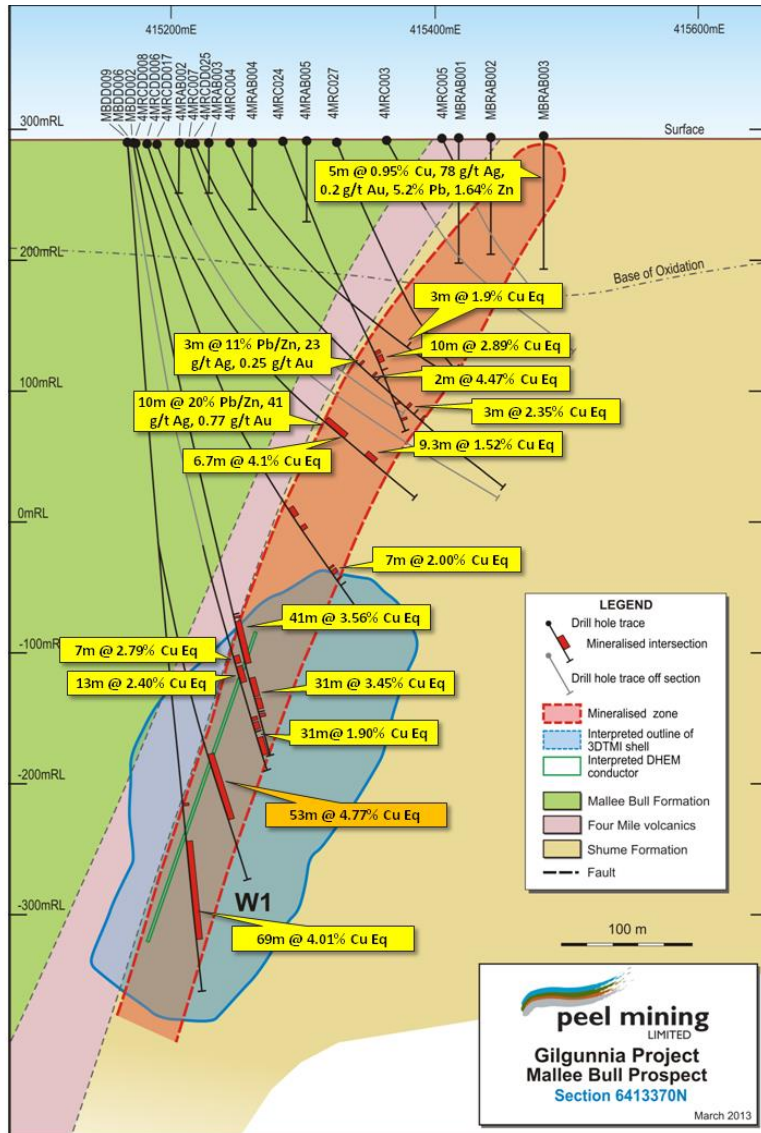 415200mE
415400mE
415600mE
MBDD009
MBDD006
MBDD002
4MRCDD008
4MRCDD006
4MRCDD017
4MRAB002
4MRC007
4MRCDD025
4MRAB003
4MRC004
4MRAB004
4MRC024
4MRAB005
4MRC027
4MRC003
4MRC005
MBRAB001
MBRAB002
MBRAB003
300mRL
Surface
5m @ 0.95% Cu, 78 g/t Ag,
0.2 g/t Au, 5.2% Pb, 1.64% Zn
200mRL
Base of Oxidation
3m @ 1.9% Cu Eq
3m @ 11% Pb/Zn, 23
g/t Ag, 0.25 g/t Au
10m @ 2.89% Cu Eq
2m @ 4.47% Cu Eq
100mRL
10m @ 20% Pb/Zn, 41
g/t Ag, 0.77 g/t Au
3m @ 2.35% Cu Eq
9.3m @ 1.52% Cu Eq
6.7m @ 4.1% Cu Eq
0mRL
7m @ 2.00% Cu Eq
-100mRL
41m @ 3.56% Cu Eq
7m @ 2.79% Cu Eq
13m @ 2.40% Cu Eq
31m @ 3.45% Cu Eq
31m@ 1.90% Cu Eq
-200mRL
53m @ 4.77% Cu Eq
W1
-300mRL
69m @ 4.01% Cu Eq
LEGEND
Drill hole trace
Mineralised intersection
Drill hole trace off section
Mineralised zone
Interpreted outline of
3DTMI shell
Interpreted DHEM
conductor
Mallee Bull Formation
Four Mile volcanics
Shume Formation
Fault
100 m
peel mining
LIMITED
Gilgunnia Project
Mallee Bull Prospect
Section 6413370N
March 2013